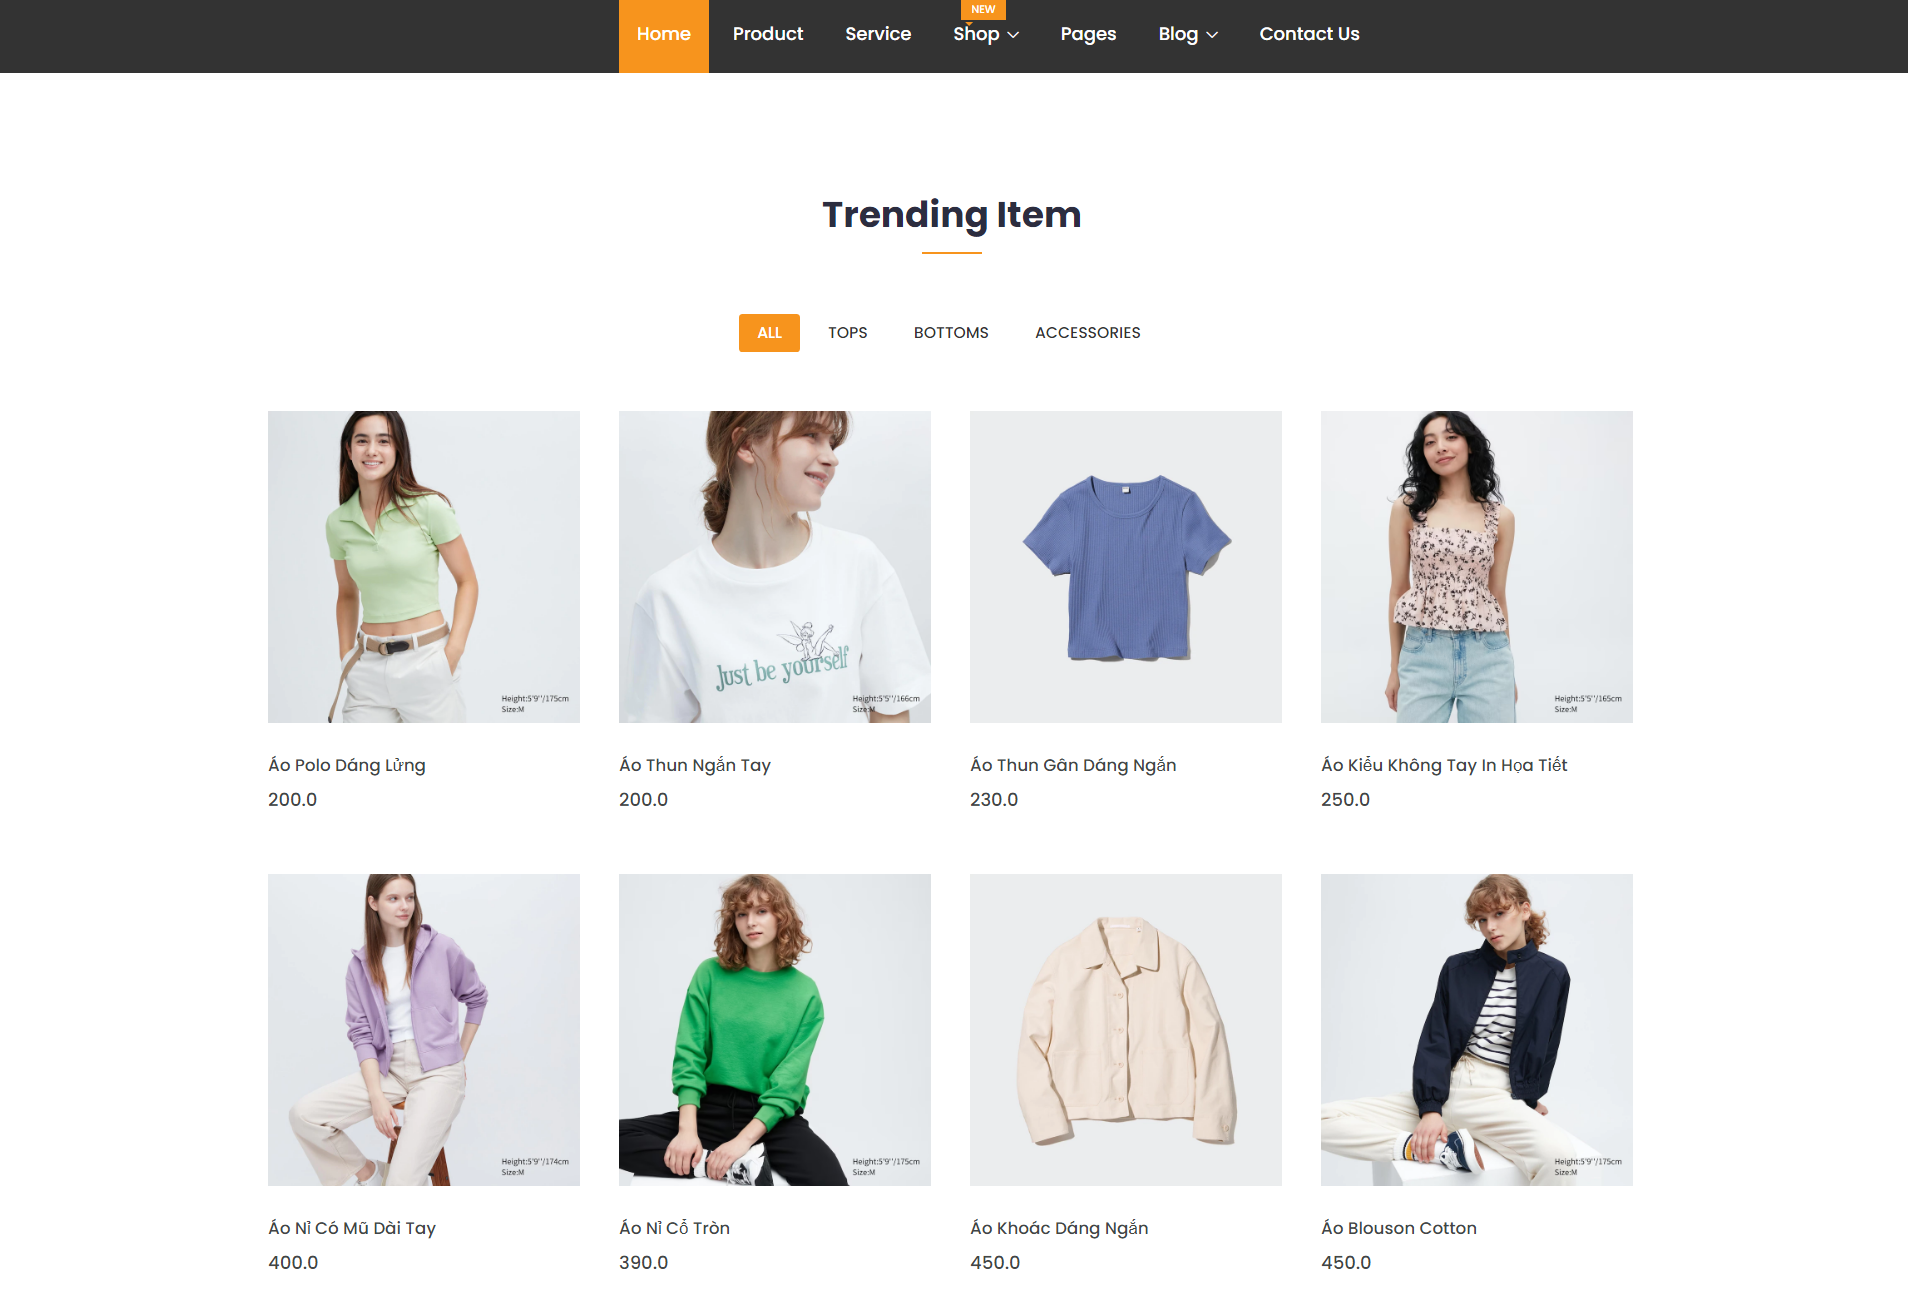 NEW
Home Product Service Shop Pages Blog Contact Us
Trending Item
ALL TOPS BOTTOMS ACCESSORIES
Height:5'9''/175cm
Size:M
Just be yourself
Height:5'5''/166cm
Size:M
Height:5'5''/165cm
Size:M
Áo Polo Dáng Lửng
200.0
Áo Thun Ngắn Tay
200.0
Áo Thun Gân Dáng Ngắn
230.0
Áo Kiểu Không Tay In Họa Tiết
250.0
Height:5'9''/174cm
Size:M
Height:5'9''/175cm
Size:M
Height:5'9''/175cm
Size:M
Áo Nỉ Có Mũ Dài Tay
400.0
Áo Nỉ Cổ Tròn
390.0
Áo Khoác Dáng Ngắn
450.0
Áo Blouson Cotton
450.0